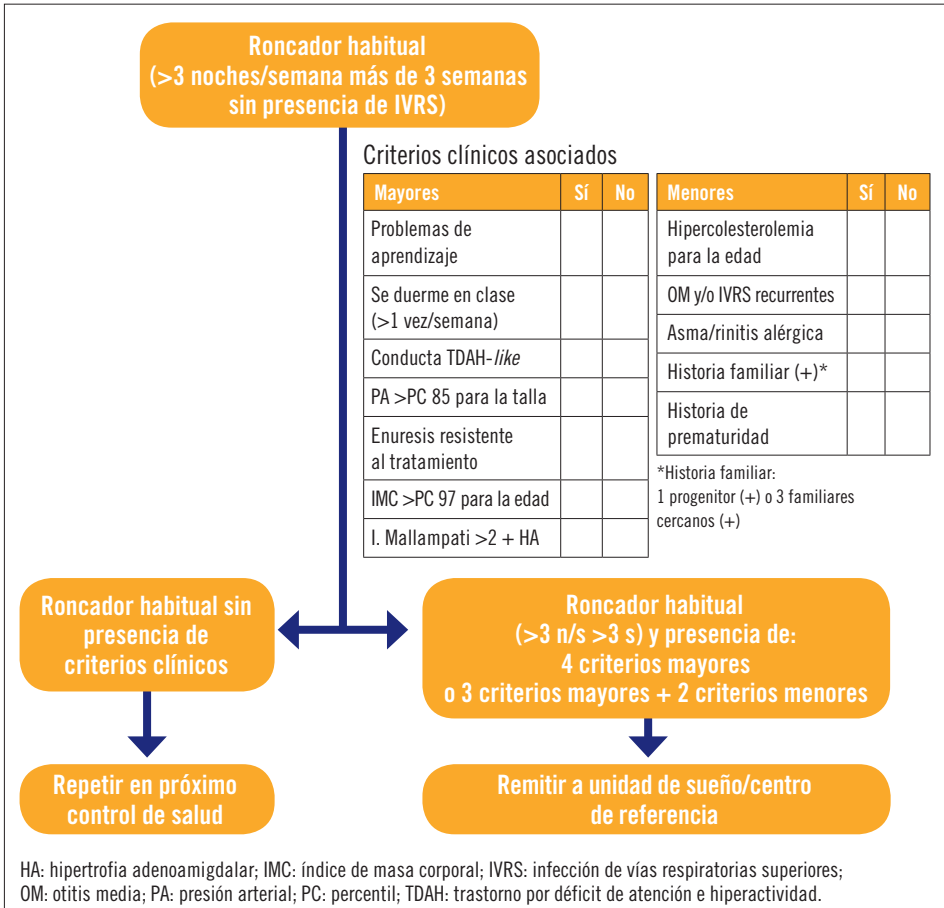 Roncador habitual
(>3 noches/semana más de 3 semanas
sin presencia de IVRS)
Criterios clínicos asociados
Mayores Sí No
Problemas de
aprendizaje
Se duerme en clase
(>1 vez/semana)
Conducta TDAH-like
PA >PC 85 para la talla
Enuresis resistente
al tratamiento
IMC >PC 97 para la edad
I. Mallampati >2 + HA
Menores Sí No
Hipercolesterolemia
para la edad
OM y/o IVRS recurrentes
Asma/rinitis alérgica
Historia familiar (+)*
Historia de
prematuridad
*Historia familiar:
1 progenitor (+) o 3 familiares
cercanos (+)
Roncador habitual sin
presencia de
criterios clínicos
Roncador habitual
(>3 n/s >3 s) y presencia de:
4 criterios mayores
o 3 criterios mayores + 2 criterios menores
Repetir en próximo
control de salud
Remitir a unidad de sueño/centro
de referencia
HA: hipertrofia adenoamigdalar; IMC: índice de masa corporal; IVRS: infección de vías respiratorias superiores;
OM: otitis media; PA: presión arterial; PC: percentil; TDAH: trastorno por déficit de atención e hiperactividad.